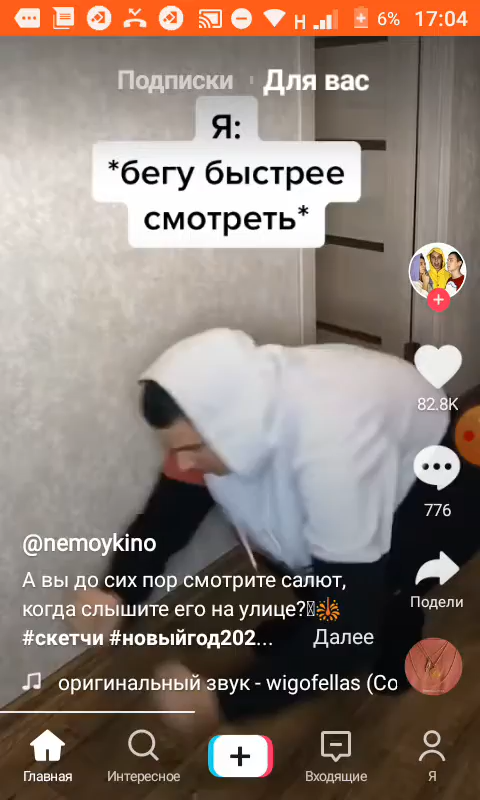 6% 17:04
Подписки Для вас
Я:
*бегу быстрее
смотреть*
82.8K
776
Подели
@nemoykino
А вы до сих пор смотрите салют,
когда слышите его на улице?
#скетчи #новыйгод202... Далее
оригинальный звук - wigofellas (Co
Главная Интересное Входящие Я